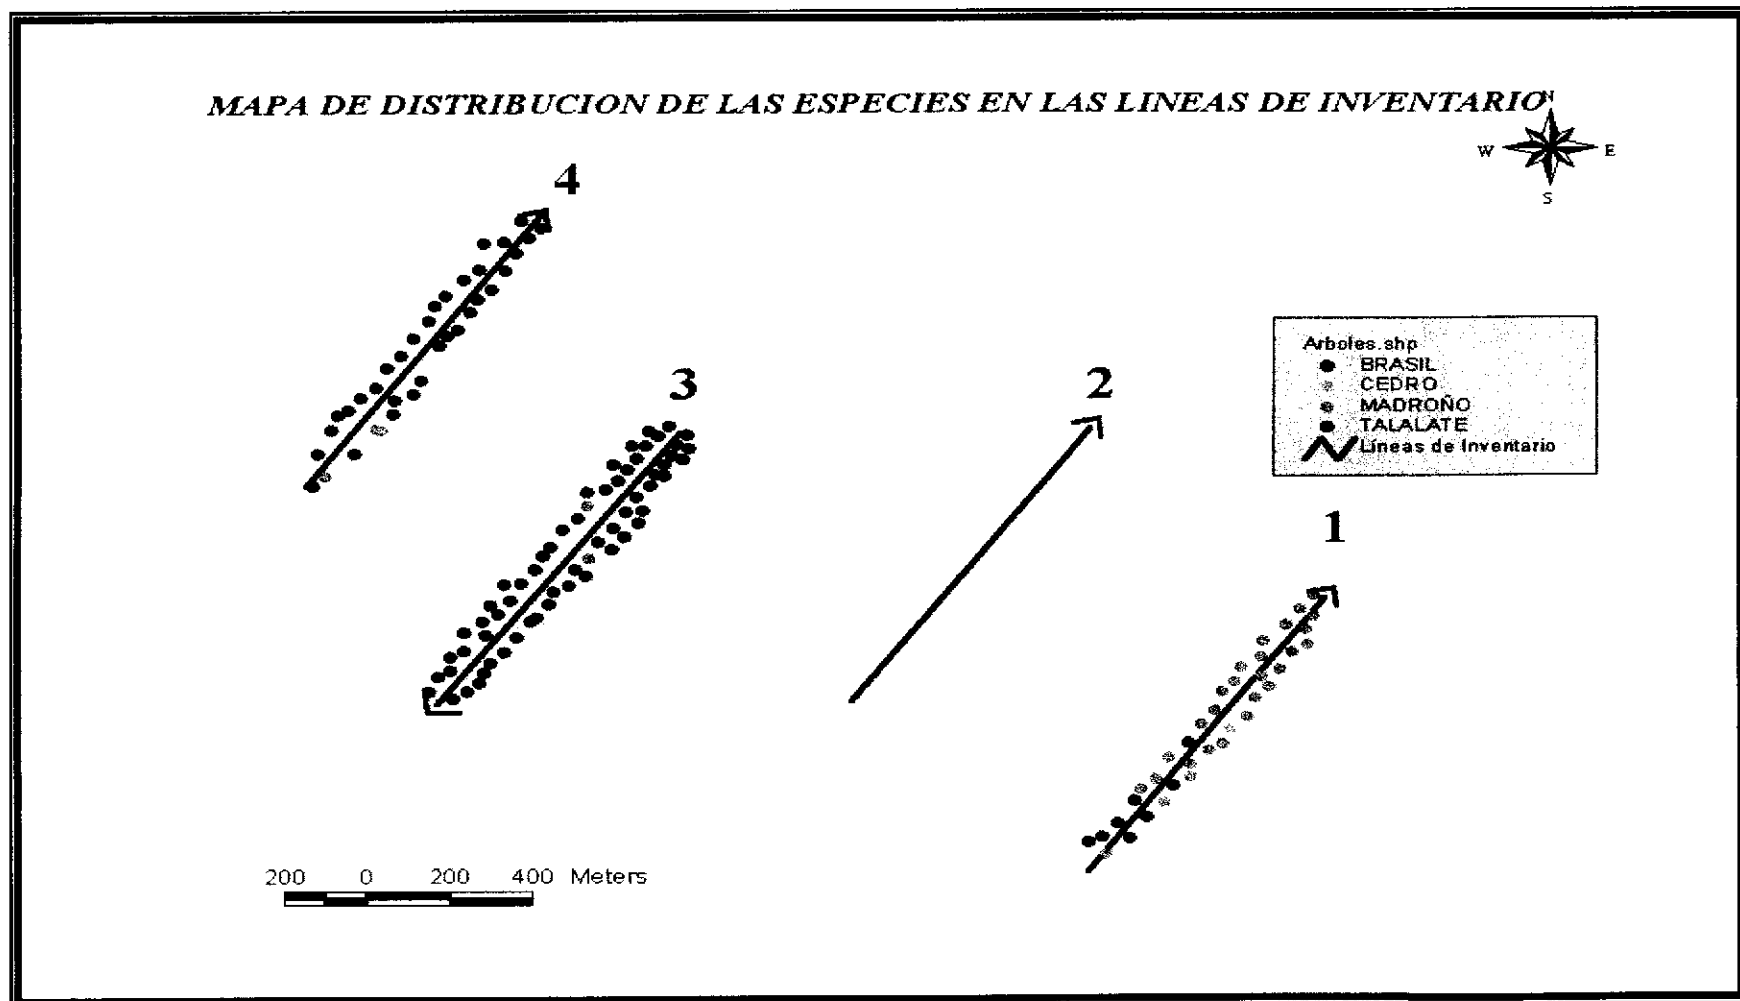 MAPA DE DISTRIBUCION DE LAS ESPECIES EN LAS LINEAS DE INVENTARIO
N
W E
S
4
3
2
1
Arboles.shp
BRASIL
CEDRO
MADROÑO
TALALATE
Líneas de Inventario
200 0 200 400 Meters